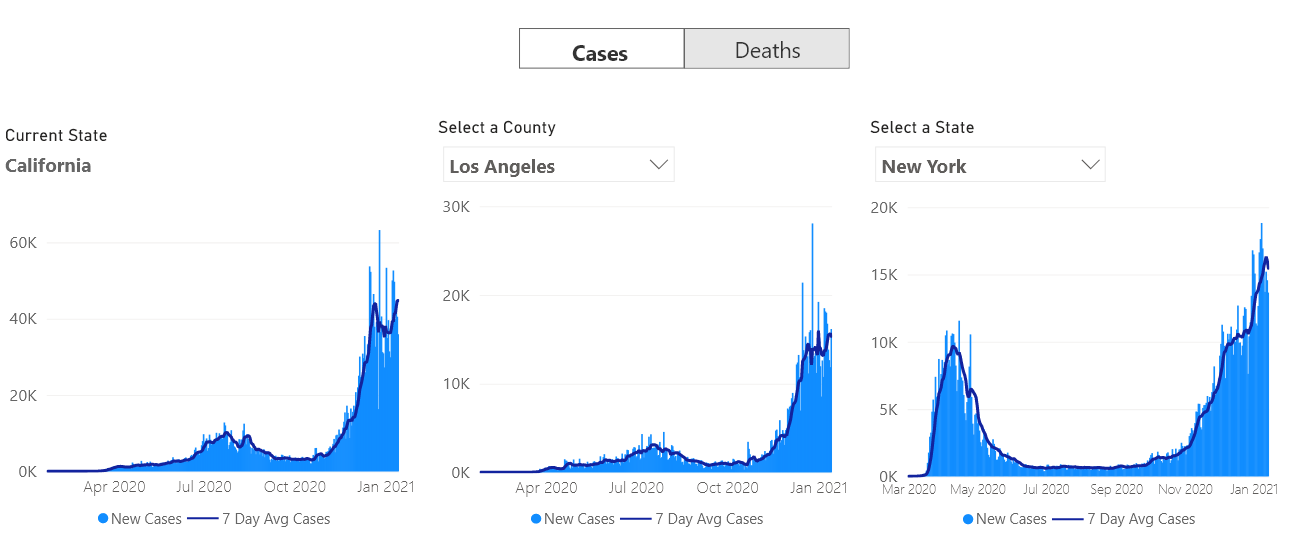 Cases
Deaths
Current State
California
60K
40K
20K
0K
Apr 2020
Jul 2020
Oct 2020
Jan 2021
New Cases
7 Day Avg Cases
Select a County
Los Angeles
30K
20K
10K
0K
Apr 2020
Jul 2020
Oct 2020
Jan 2021
New Cases
7 Day Avg Cases
Select a State
New York
20K
15K
10K
5K
0K
Mar 2020
May 2020
Jul 2020
Sep 2020
Nov 2020
Jan 2021
New Cases
7 Day Avg Cases